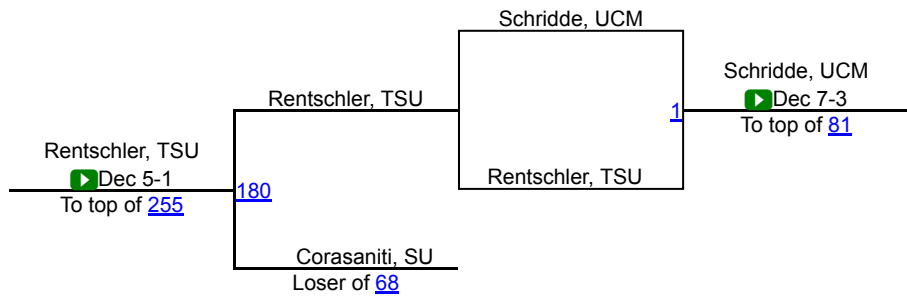 Schridde, UCM
Schridde, UCM
Rentschler, TSU
Dec 7-3
1
To top of 81
Rentschler, TSU
Rentschler, TSU
Dec 5-1
180
To top of 255
Corasaniti, SU
Loser of 68